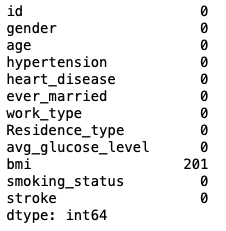 id 0
gender 0
age 0
hypertension 0
heart_disease 0
ever_married 0
work_type 0
Residence_type 0
avg_glucose_level 0
bmi 201
smoking_status 0
stroke 0
dtype: int64